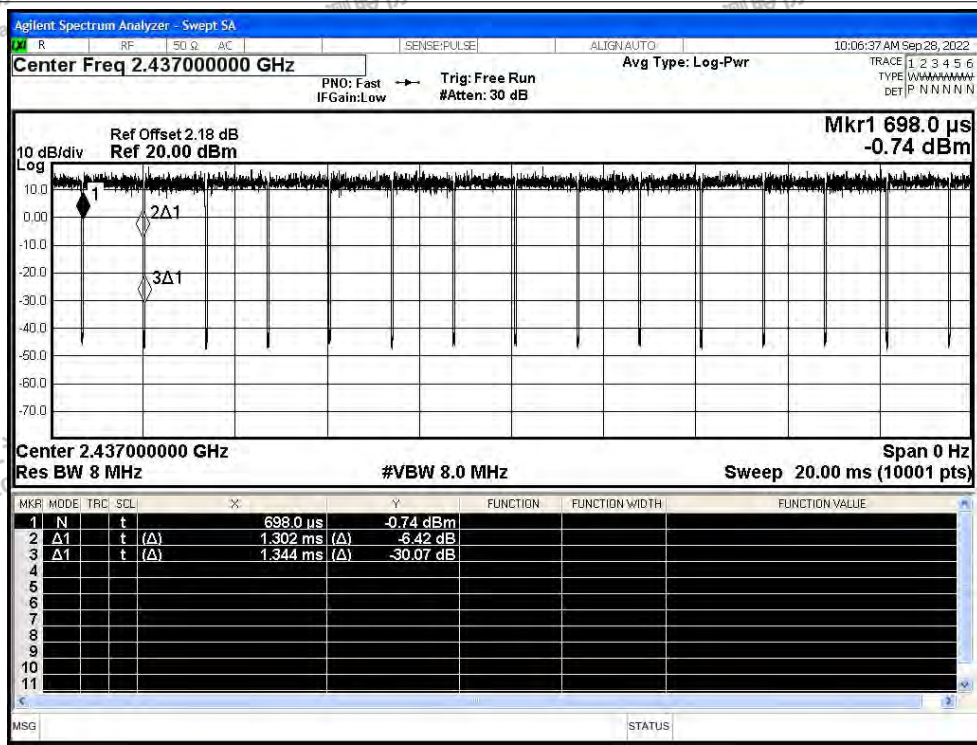 Agilent Spectrum Analyzer - Swept SA
R RF 50 Ω AC SENSE:PULSE ALIGN AUTO 10:06:37 AM Sep 28, 2022
Center Freq 2.437000000 GHz Avg Type: Log-Pwr TRACE 1 2 3 4 5 6
PNO: Fast Trig: Free Run TYPE WWWWWW
IFGain:Low #Atten: 30 dB DET P N N N N N
Mkr1 698.0 µs
Ref Offset 2.18 dB
10 dB/div Ref 20.00 dBm -0.74 dBm
Log
10.0
1
0.00
2Δ1
-10.0
-20.0
3Δ1
-30.0
-40.0
-50.0
-60.0
-70.0
Center 2.437000000 GHz Span 0 Hz
Res BW 8 MHz #VBW 8.0 MHz Sweep 20.00 ms (10001 pts)
MKR MODE TRC SCL X Y FUNCTION FUNCTION WIDTH FUNCTION VALUE
1 N t 698.0 µs -0.74 dBm
2 Δ1 t (Δ) 1.302 ms (Δ) -6.42 dB
3 Δ1 t (Δ) 1.344 ms (Δ) -30.07 dB
4
5
6
7
8
9
10
11
MSG STATUS